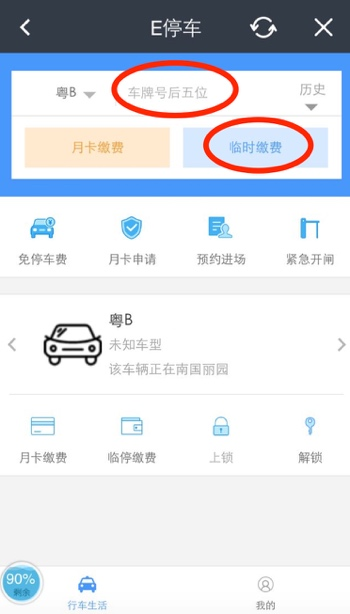 E停车
粤B 车牌号后五位 历史
月卡缴费 临时缴费
免停车费 月卡申请 预约进场 紧急开闸
粤B
未知车型
该车辆正在南国丽园
月卡缴费 临停缴费 上锁 解锁
90%
剩余
行车生活 我的